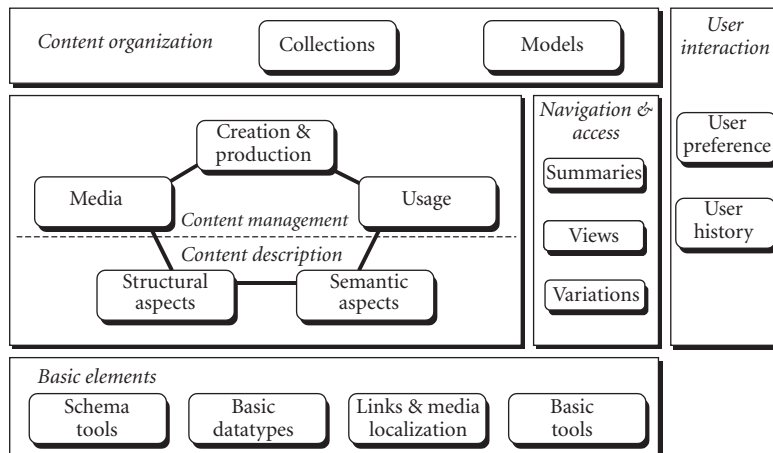 Content organization
Collections
Models
User
interaction
User
preference
User
history
Creation &
production
Media
Usage
Content management
Content description
Structural
aspects
Semantic
aspects
Navigation &
access
Summaries
Views
Variations
Basic elements
Schema
tools
Basic
datatypes
Links & media
localization
Basic
tools